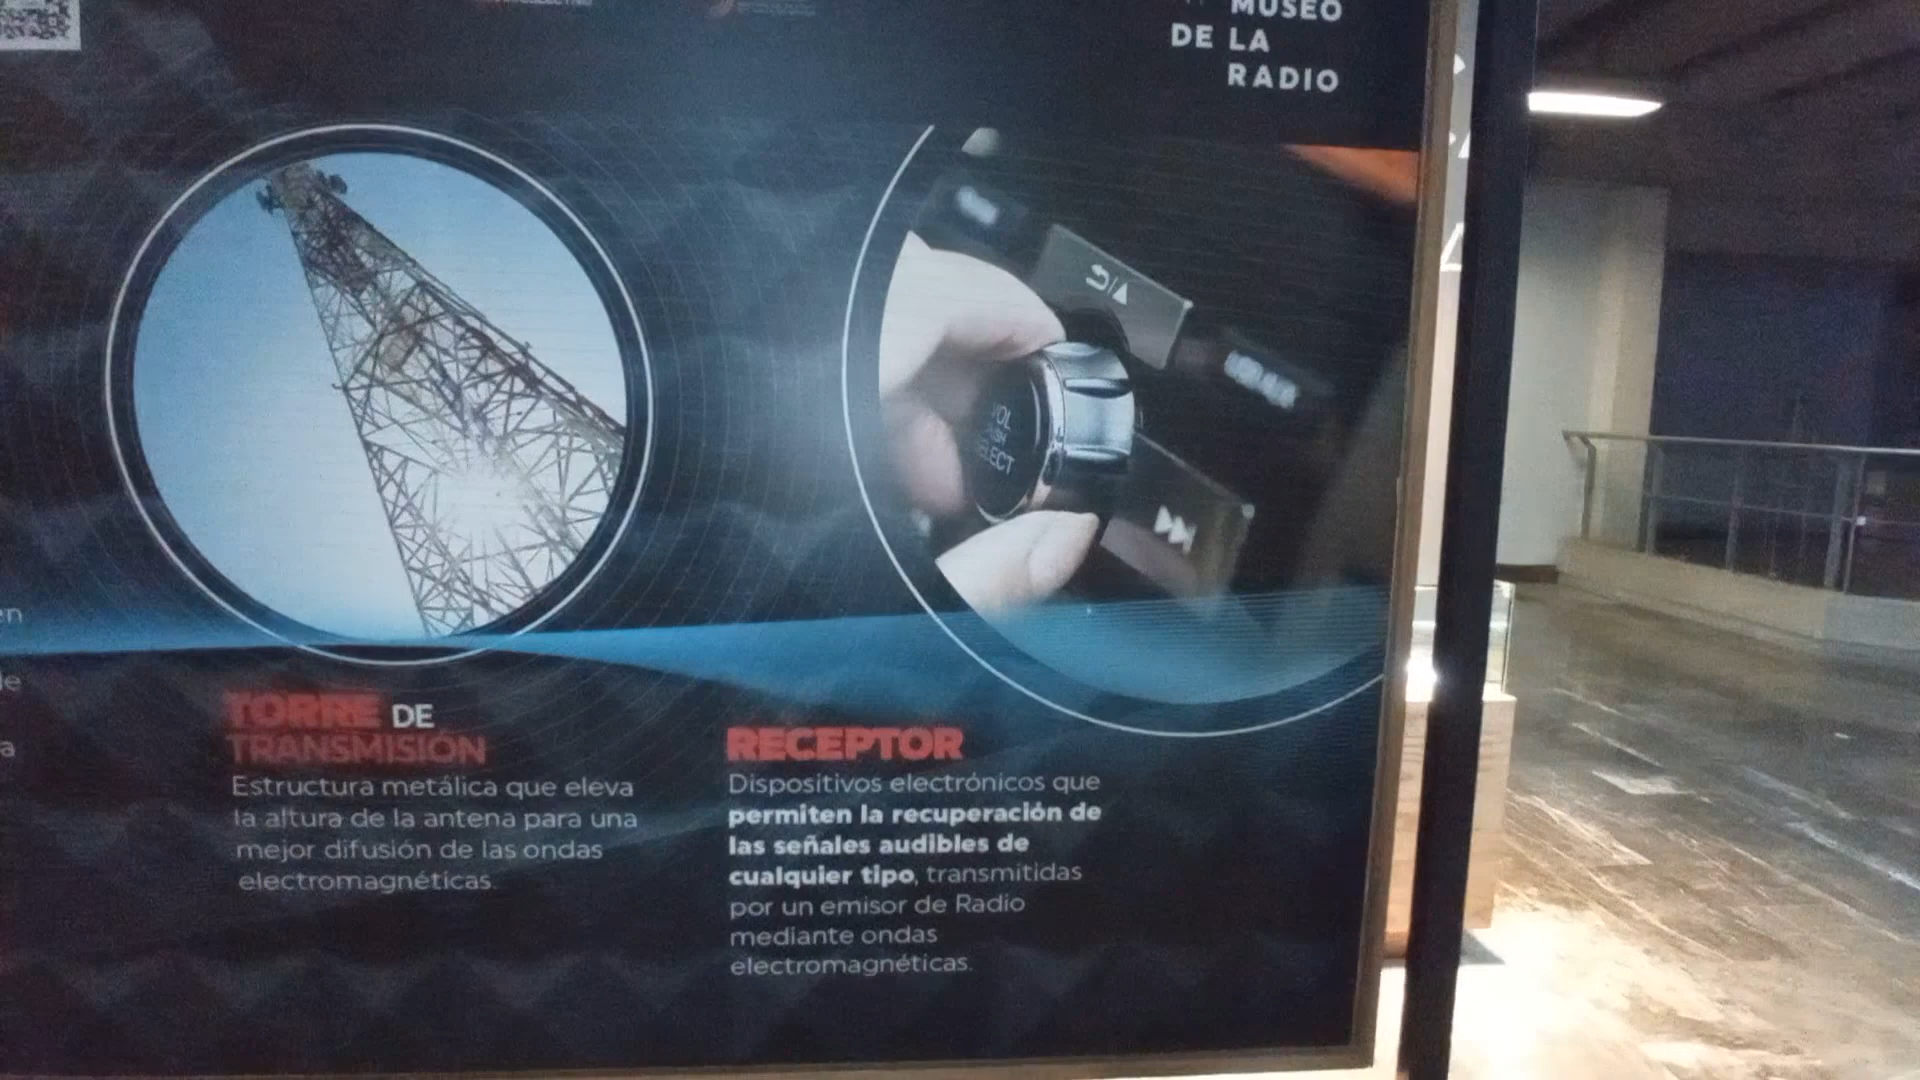 MUSEO
DE LA
RADIO
VOL
en
de
a
TORRE DE
TRANSMISIÓN
Estructura metálica que eleva
la altura de la antena para una
mejor difusión de las ondas
electromagnéticas.
RECEPTOR
Dispositivos electrónicos que
permiten la recuperación de
las señales audibles de
cualquier tipo, transmitidas
por un emisor de Radio
mediante ondas
electromagnéticas.